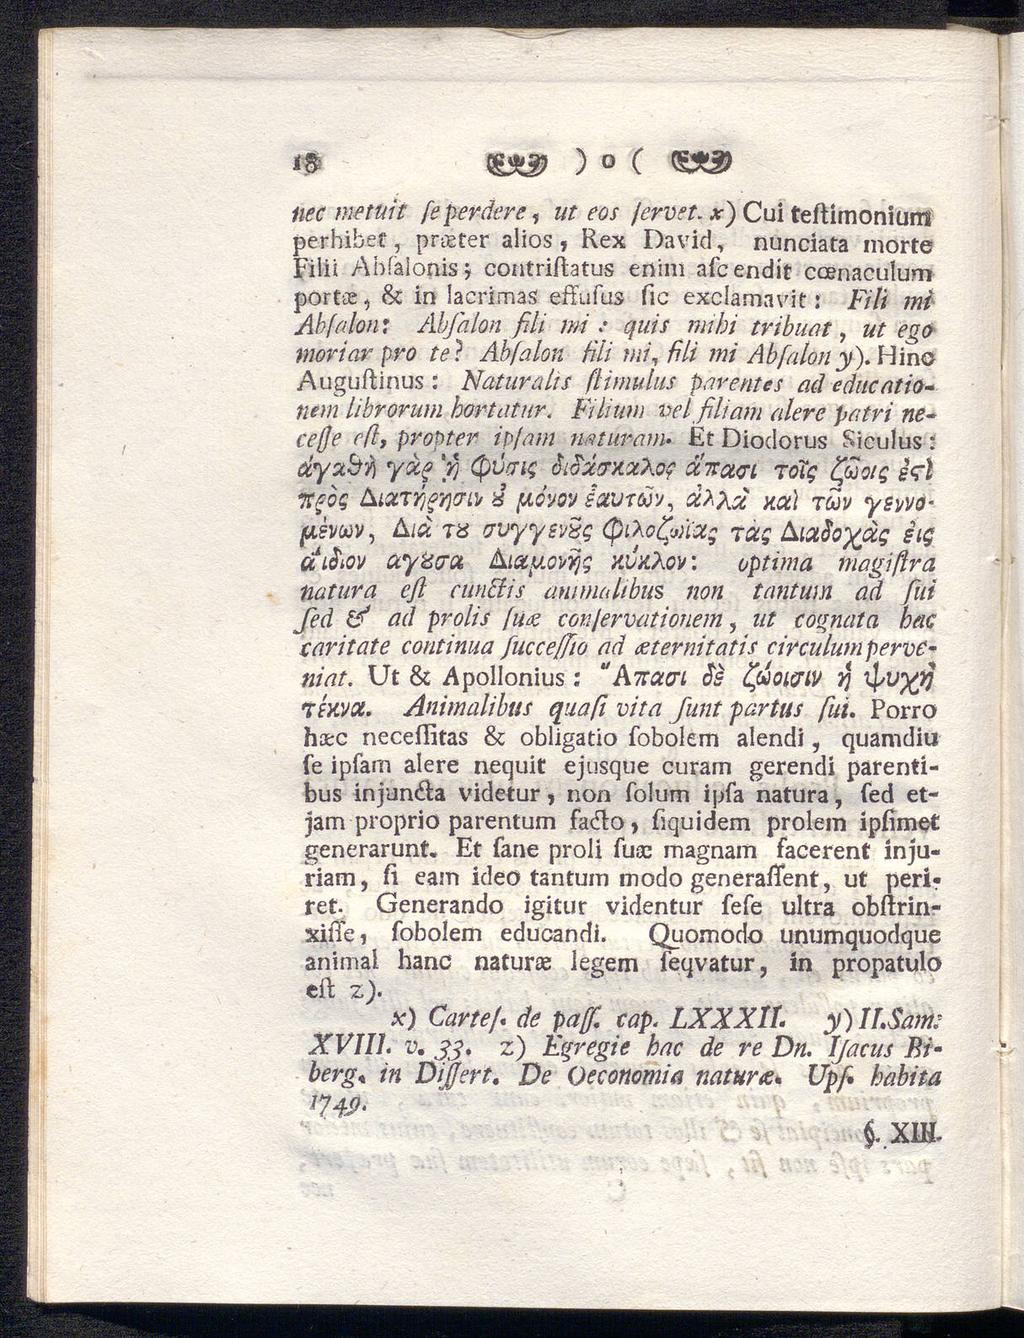 18 ) o (
nec metuit ſe perdere, ut eos ſervet. x) Cui teſtimonium
perhibet, præter alios, Rex David, nunciata morte
Filii Abſalonis; contriſtatus enim aſcendit cœnaculum
portæ, & in lacrimas effuſus ſic exclamavit: Fili mi
Abſalon: Abſalon fili mi: quis mihi tribuat, ut ego
moriar pro te? Abſalon fili mi, fili mi Abſalon y). Hinc
Auguſtinus: Naturalis ſtimulus parentes ad educatio-
nem librorum hortatur. Filium vel filiam alere patri ne-
ceſſe eſt, propter ipſam naturam. Et Diodorus Siculus:
ἀγαθὴ γὰρ ἡ φύσις διδάσκαλος ἅπασι τοῖς ζώοις ἐϛὶ
πρὸς Διατήρησιν ȣ μόνον ἑαυτῶν, ἀλλὰ καὶ τῶν γεννο-
μένων, Διὰ τȣ συγγενȣ͂ς φιλοζωίας τὰς Διαδοχὰς ἐις
ἀΐδιον αγȣσα Διαμονῆς κύκλον: optima magiſtra
natura eſt cunctis animalibus non tantum ad ſui
ſed & ad prolis ſuæ conſervationem, ut cognata hac
caritate continua ſucceſſio ad æternitatis circulum perve-
niat. Ut & Apollonius: Ἅπασι δὲ ζώοισιν ἡ ψυχὴ
τέκνα. Animalibus quaſi vita ſunt partus ſui. Porro
hæc neceſſitas & obligatio ſobolem alendi, quamdiu
ſe ipſam alere nequit ejusque curam gerendi parenti-
bus injuncta videtur, non ſolum ipſa natura, ſed et-
jam proprio parentum facto, ſiquidem prolem ipſimet
generarunt. Et ſane proli ſuæ magnam facerent inju-
riam, ſi eam ideo tantum modo generaſſent, ut peri-
ret. Generando igitur videntur ſeſe ultra obſtrin-
xiſſe, ſobolem educandi. Quomodo unumquodque
animal hanc naturæ legem ſeqvatur, in propatulo
eſt z).
x) Carteſ. de paſſ. cap. LXXXII. y) II. Sam:
XVIII. v. 33. z) Egregie hac de re Dn. Iſacus Bi-
berg. in Diſſert. De Oeconomia naturæ. Upſ. habita
1749.
§. XIII.